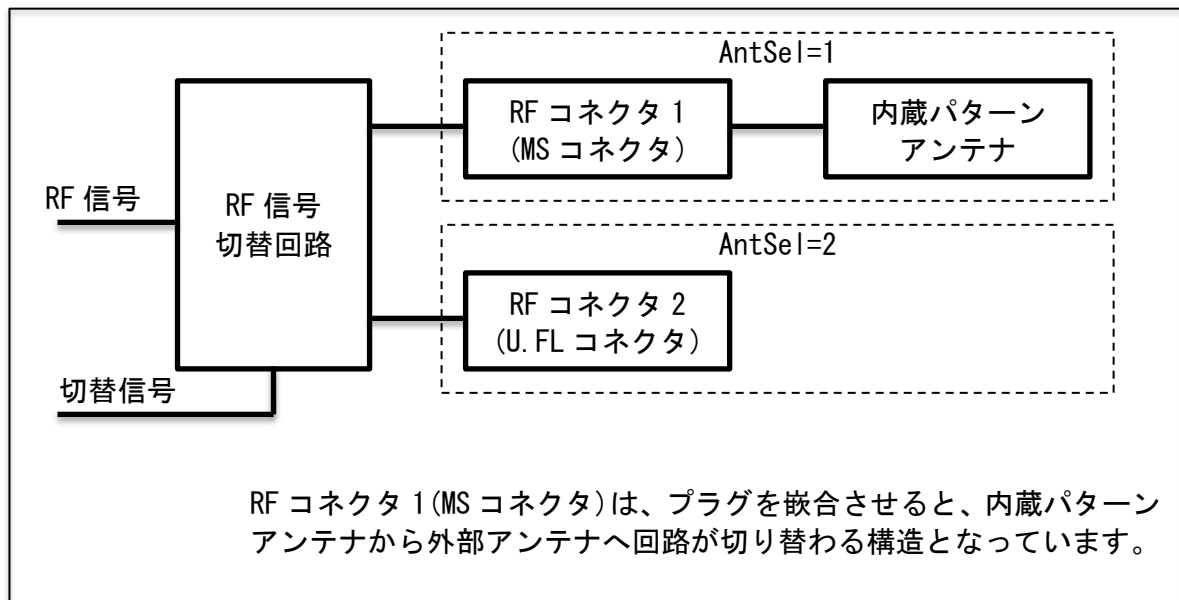 AntSel=1
RF コネクタ 1
(MS コネクタ)
内蔵パターン
アンテナ
RF 信号
RF 信号
切替回路
AntSel=2
RF コネクタ 2
(U.FL コネクタ)
切替信号
RF コネクタ 1(MS コネクタ)は、プラグを嵌合させると、内蔵パターン
アンテナから外部アンテナへ回路が切り替わる構造となっています。